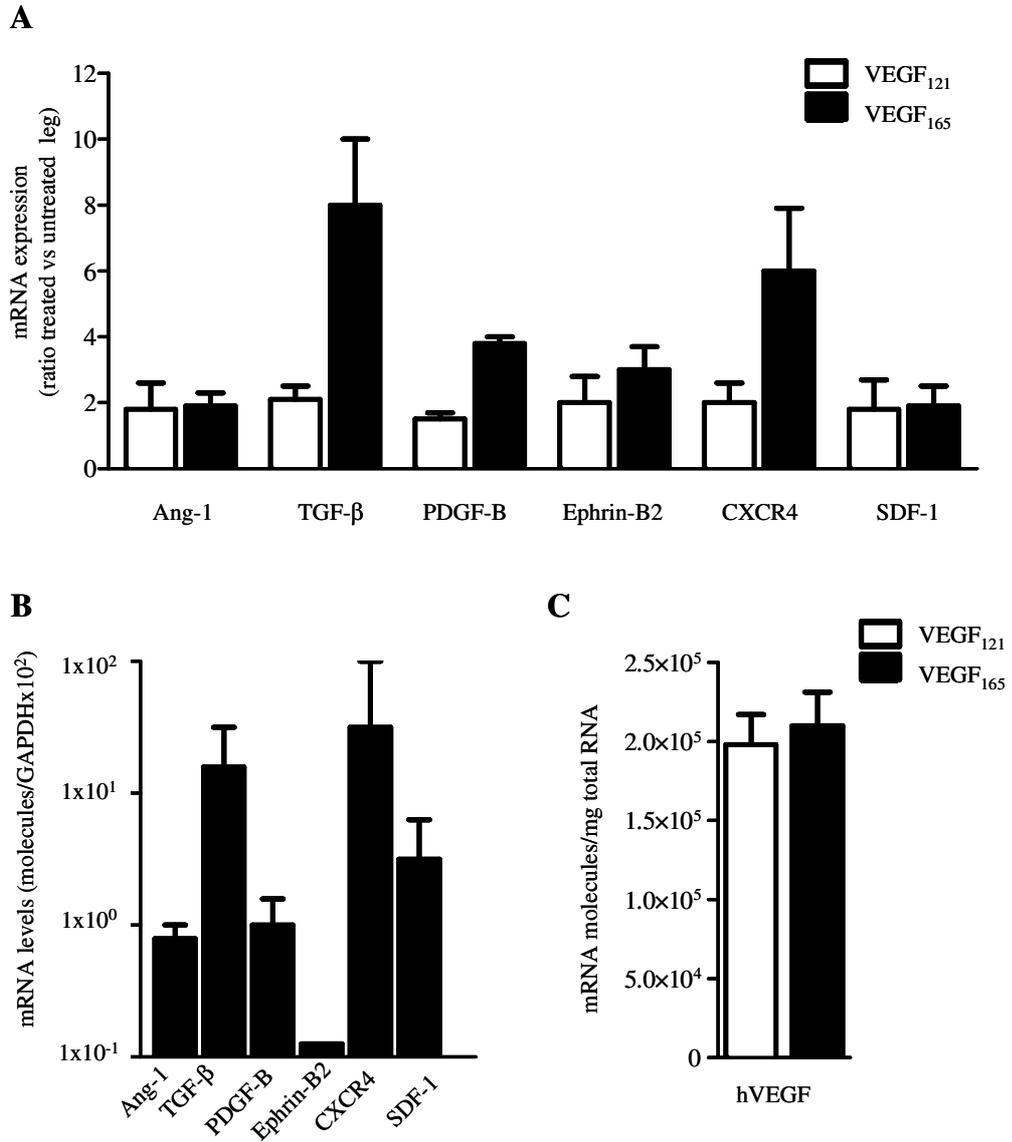 A
VEGF121
VEGF165
mRNA expression
(ratio treated vs untreated leg)
12
10
8
6
4
2
0
Ang-1 TGF-β PDGF-B Ephrin-B2 CXCR4 SDF-1
B
mRNA levels (molecules/GAPDHx10²)
1x10²
1x10¹
1x10⁰
1x10⁻¹
Ang-1 TGF-β PDGF-B Ephrin-B2 CXCR4 SDF-1
C
VEGF121
VEGF165
mRNA molecules/mg total RNA
2.5×10⁵
2.0×10⁵
1.5×10⁵
1.0×10⁵
5.0×10⁴
0
hVEGF